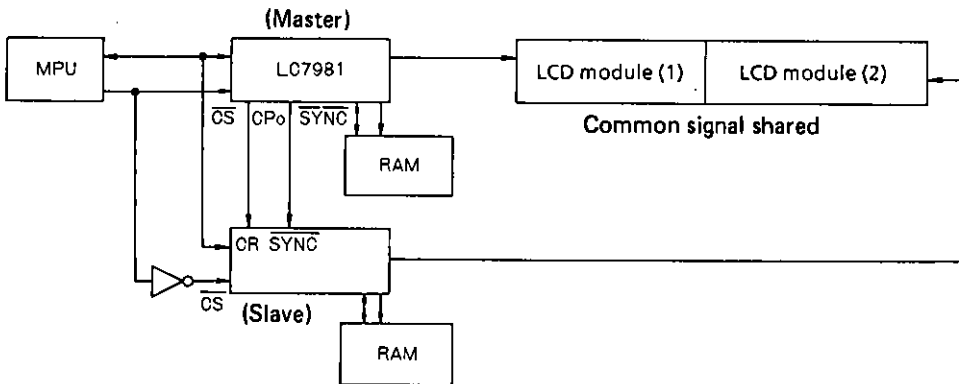 (Master)
MPU
LC7981
LCD module (1)
LCD module (2)
CS CPo SYNC
Common signal shared
RAM
CR SYNC
CS
(Slave)
RAM